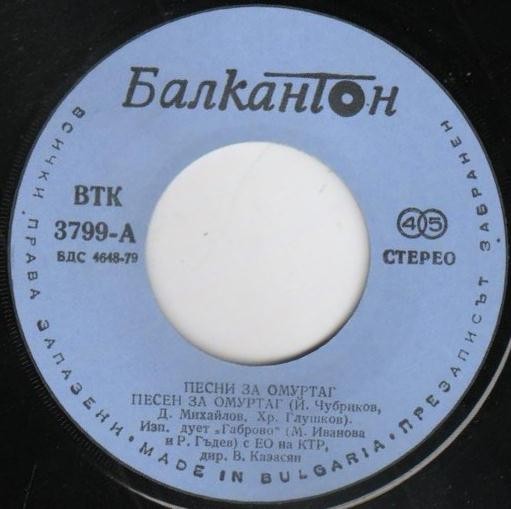 Балкантон
ВСИЧКИ ПРАВА ЗАПАЗЕНИ • MADE IN BULGARIA • ПРЕЗАПИСЪТ ЗАБРАНЕН
ВТК
3799-А
БДС 4648-79
45
СТЕРЕО
ПЕСНИ ЗА ОМУРТАГ
ПЕСЕН ЗА ОМУРТАГ (Й. Чубриков,
Д. Михайлов, Хр. Глушков).
Изп. дует „Габрово" (М. Иванова
и Р. Гъдев) с ЕО на КТР,
дир. В. Казасян